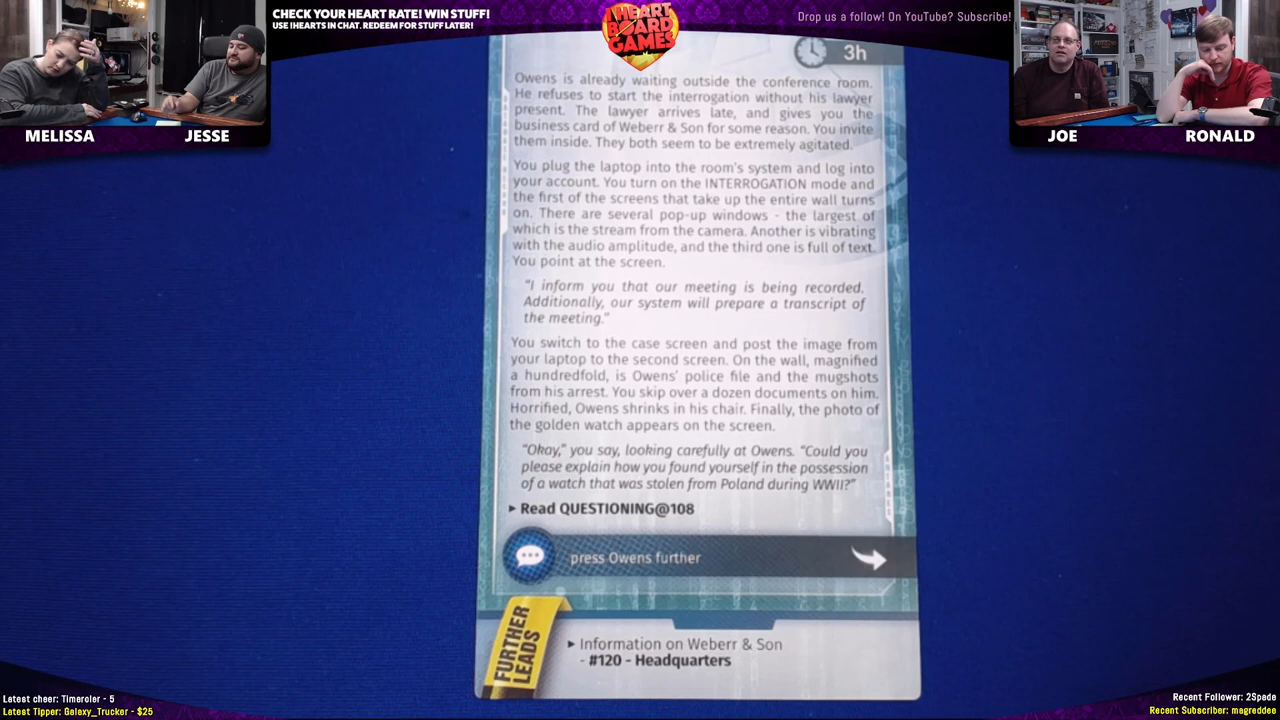 CHECK YOUR HEART RATE! WIN STUFF!
USE !HEARTS IN CHAT. REDEEM FOR STUFF LATER!
I HEART
BOARD
GAMES
Drop us a follow! On YouTube? Subscribe!
MELISSA
JESSE
JOE
RONALD
3h
Owens is already waiting outside the conference room.
He refuses to start the interrogation without his lawyer
present. The lawyer arrives late, and gives you the
business card of Weberr & Son for some reason. You invite
them inside. They both seem to be extremely agitated.
You plug the laptop into the room's system and log into
your account. You turn on the INTERROGATION mode and
the first of the screens that take up the entire wall turns
on. There are several pop-up windows - the largest of
which is the stream from the camera. Another is vibrating
with the audio amplitude, and the third one is full of text.
You point at the screen.
"I inform you that our meeting is being recorded.
Additionally, our system will prepare a transcript of
the meeting."
You switch to the case screen and post the image from
your laptop to the second screen. On the wall, magnified
a hundredfold, is Owens' police file and the mugshots
from his arrest. You skip over a dozen documents on him.
Horrified, Owens shrinks in his chair. Finally, the photo of
the golden watch appears on the screen.
"Okay," you say, looking carefully at Owens. "Could you
please explain how you found yourself in the possession
of a watch that was stolen from Poland during WWII?"
▸ Read QUESTIONING@108
ANTARES
press Owens further
FURTHER
LEADS
▸ Information on Weberr & Son
- #120 - Headquarters
Latest cheer: Timeroler - 5
Latest Tipper: Galaxy_Trucker - $25
Recent Follower: 2Spade
Recent Subscriber: magreddee